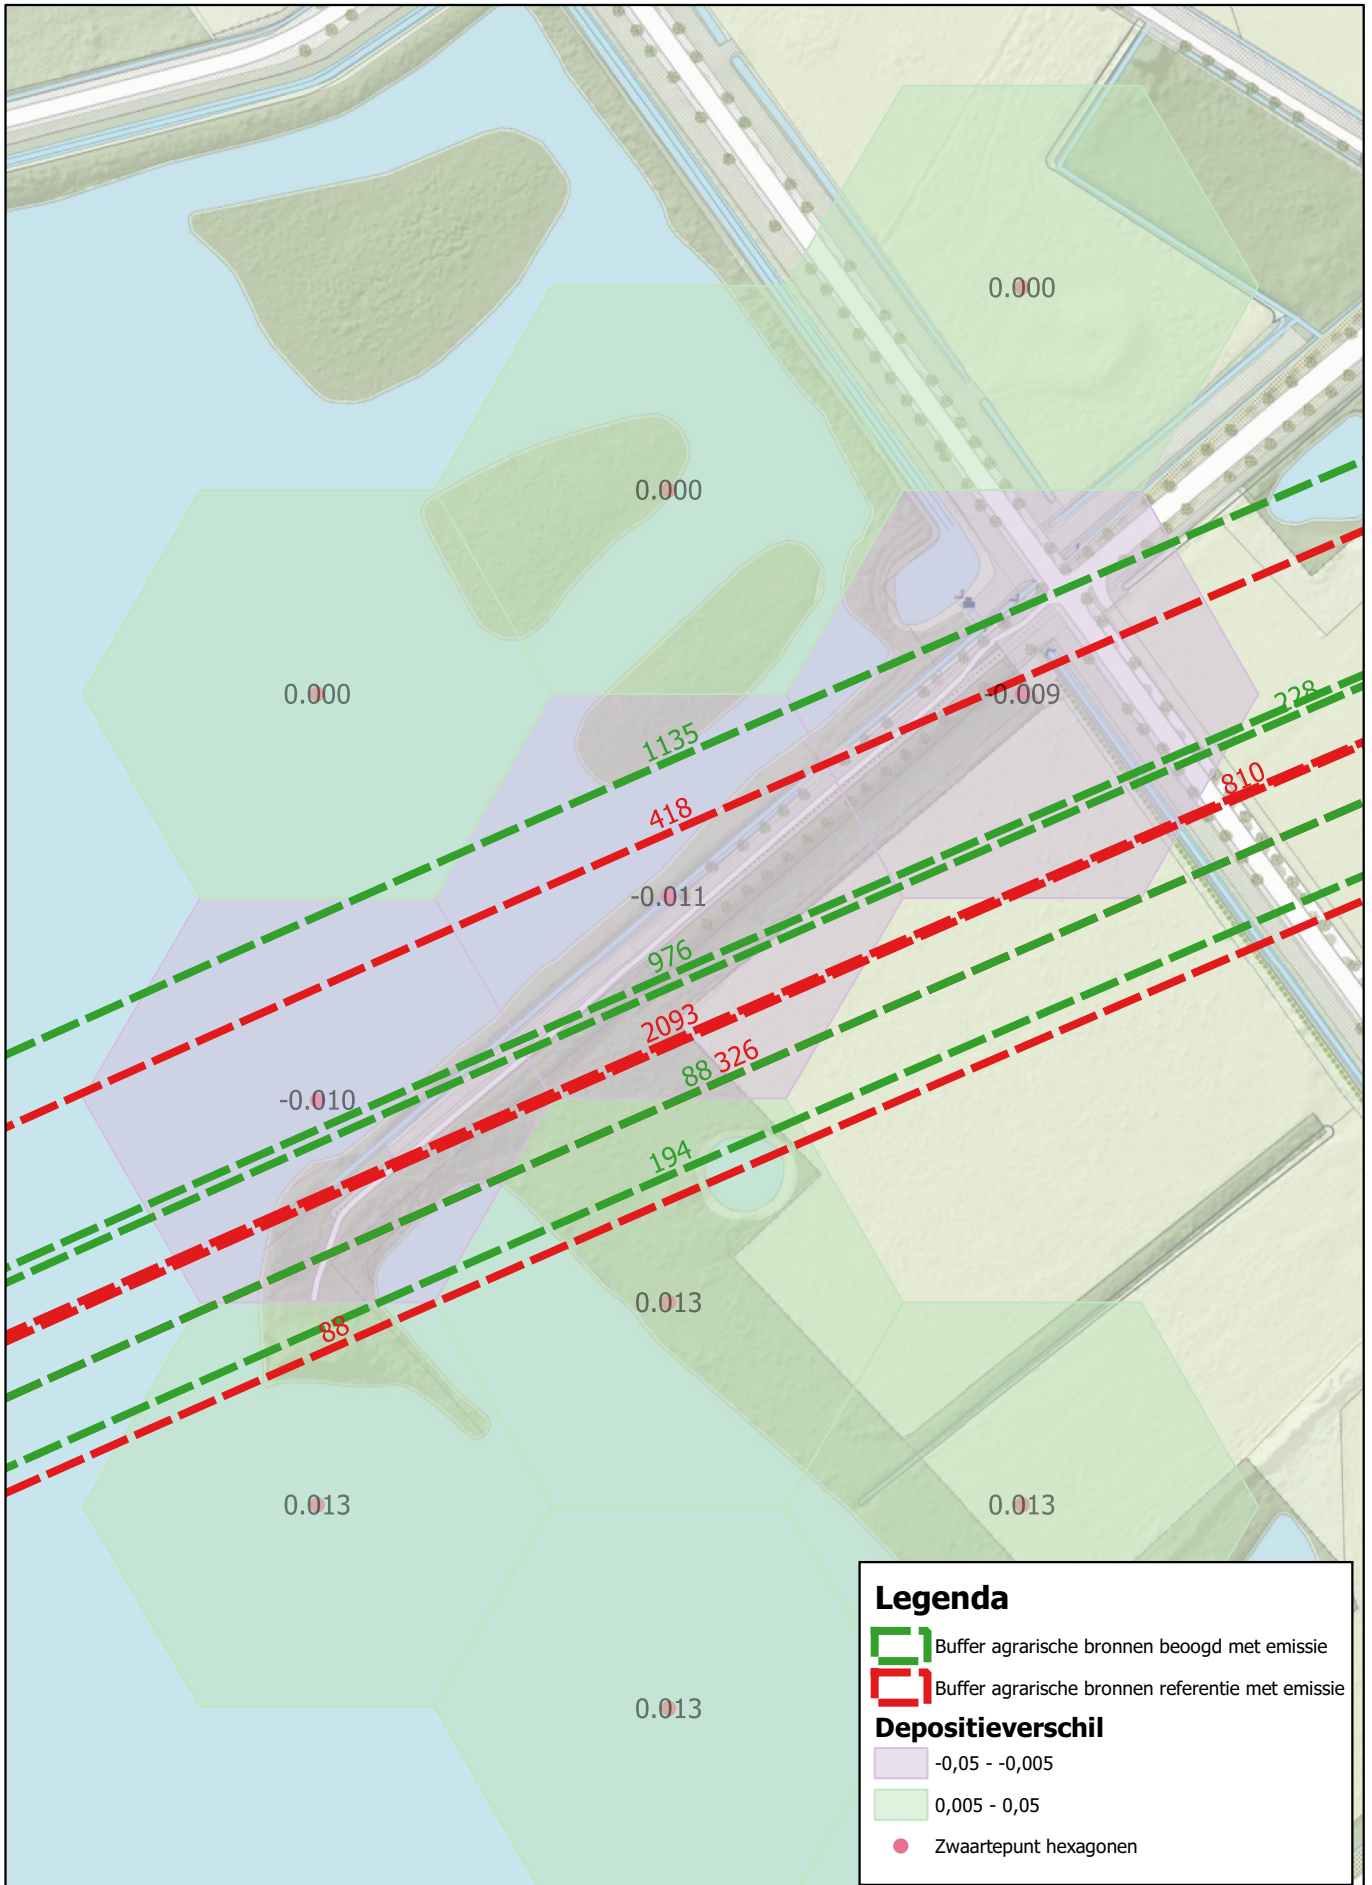 0.000
0.000
0.000
-0.009
228
1135
810
418
-0.011
976
2093
326
88
-0.010
194
0.013
88
0.013
0.013
0.013
Legenda
Buffer agrarische bronnen beoogd met emissie
Buffer agrarische bronnen referentie met emissie
Depositieverschil
-0,05 - -0,005
0,005 - 0,05
Zwaartepunt hexagonen